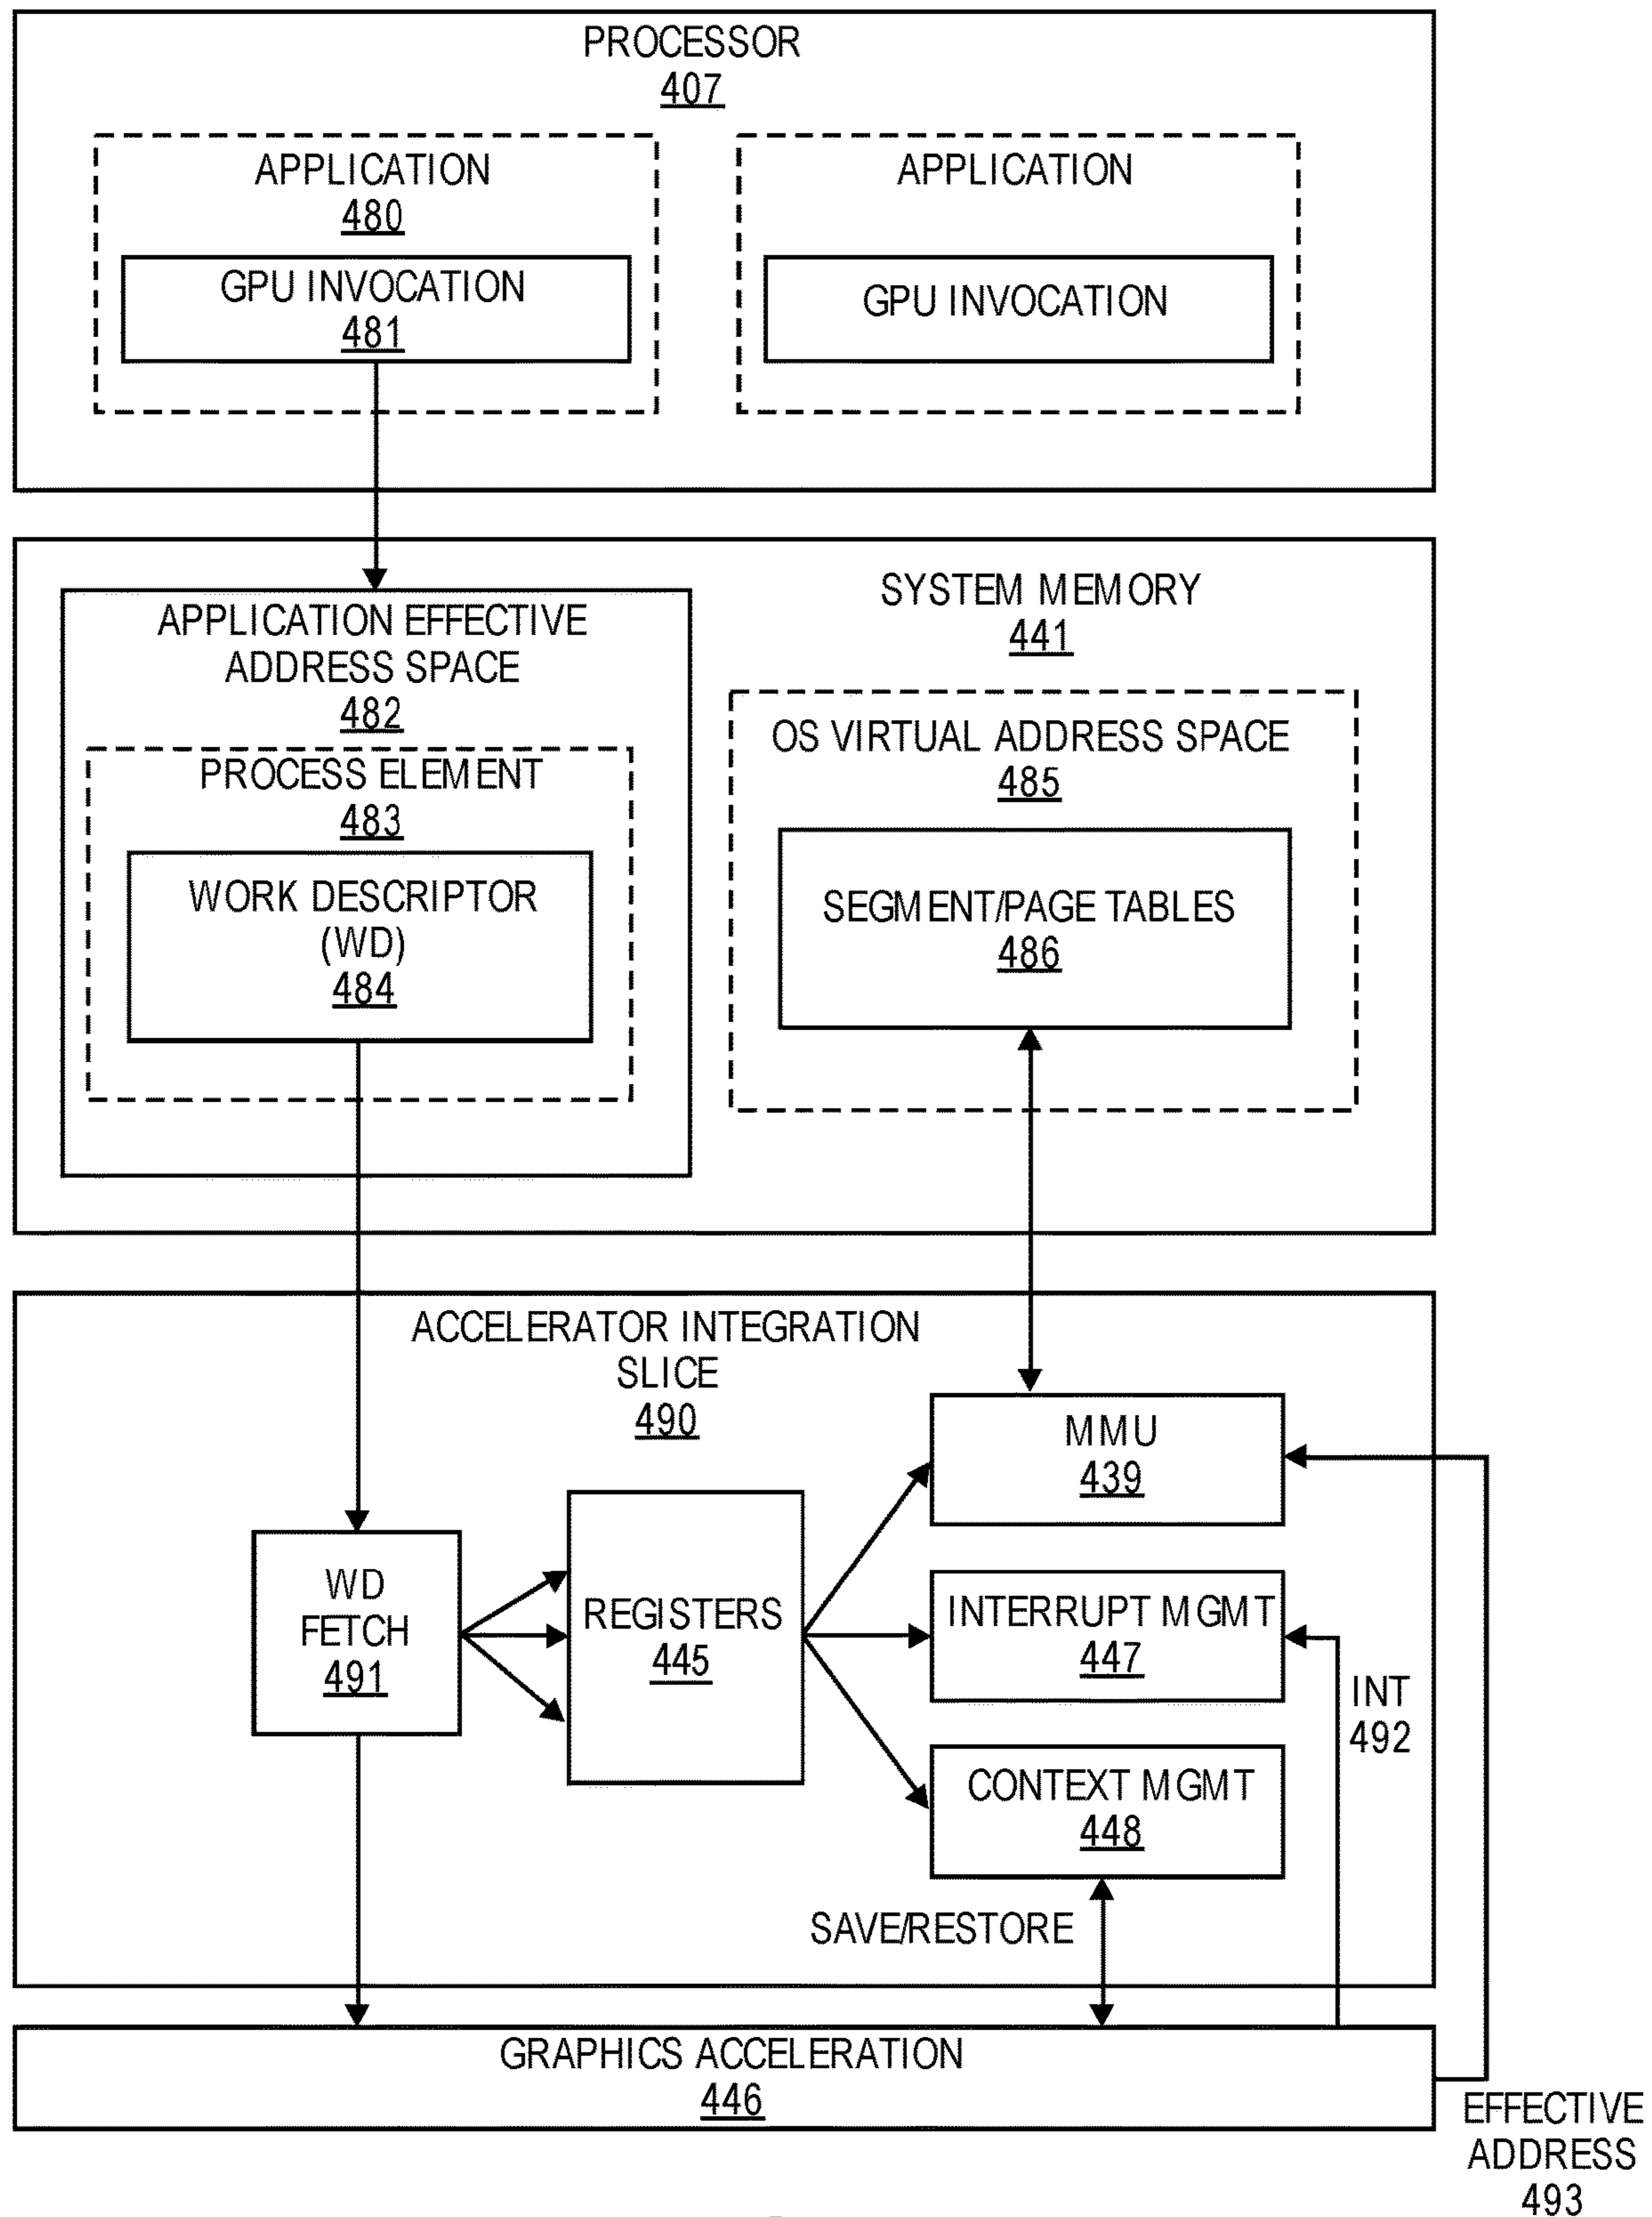 PROCESSOR
407
APPLICATION
480
GPU INVOCATION
481
APPLICATION
GPU INVOCATION
APPLICATION EFFECTIVE
ADDRESS SPACE
482
PROCESS ELEMENT
483
WORK DESCRIPTOR
(WD)
484
SYSTEM MEMORY
441
OS VIRTUAL ADDRESS SPACE
485
SEGMENT/PAGE TABLES
486
ACCELERATOR INTEGRATION
SLICE
490
WD
FETCH
491
REGISTERS
445
MMU
439
INTERRUPT MGMT
447
CONTEXT MGMT
448
INT
492
SAVE/RESTORE
GRAPHICS ACCELERATION
446
EFFECTIVE
ADDRESS
493